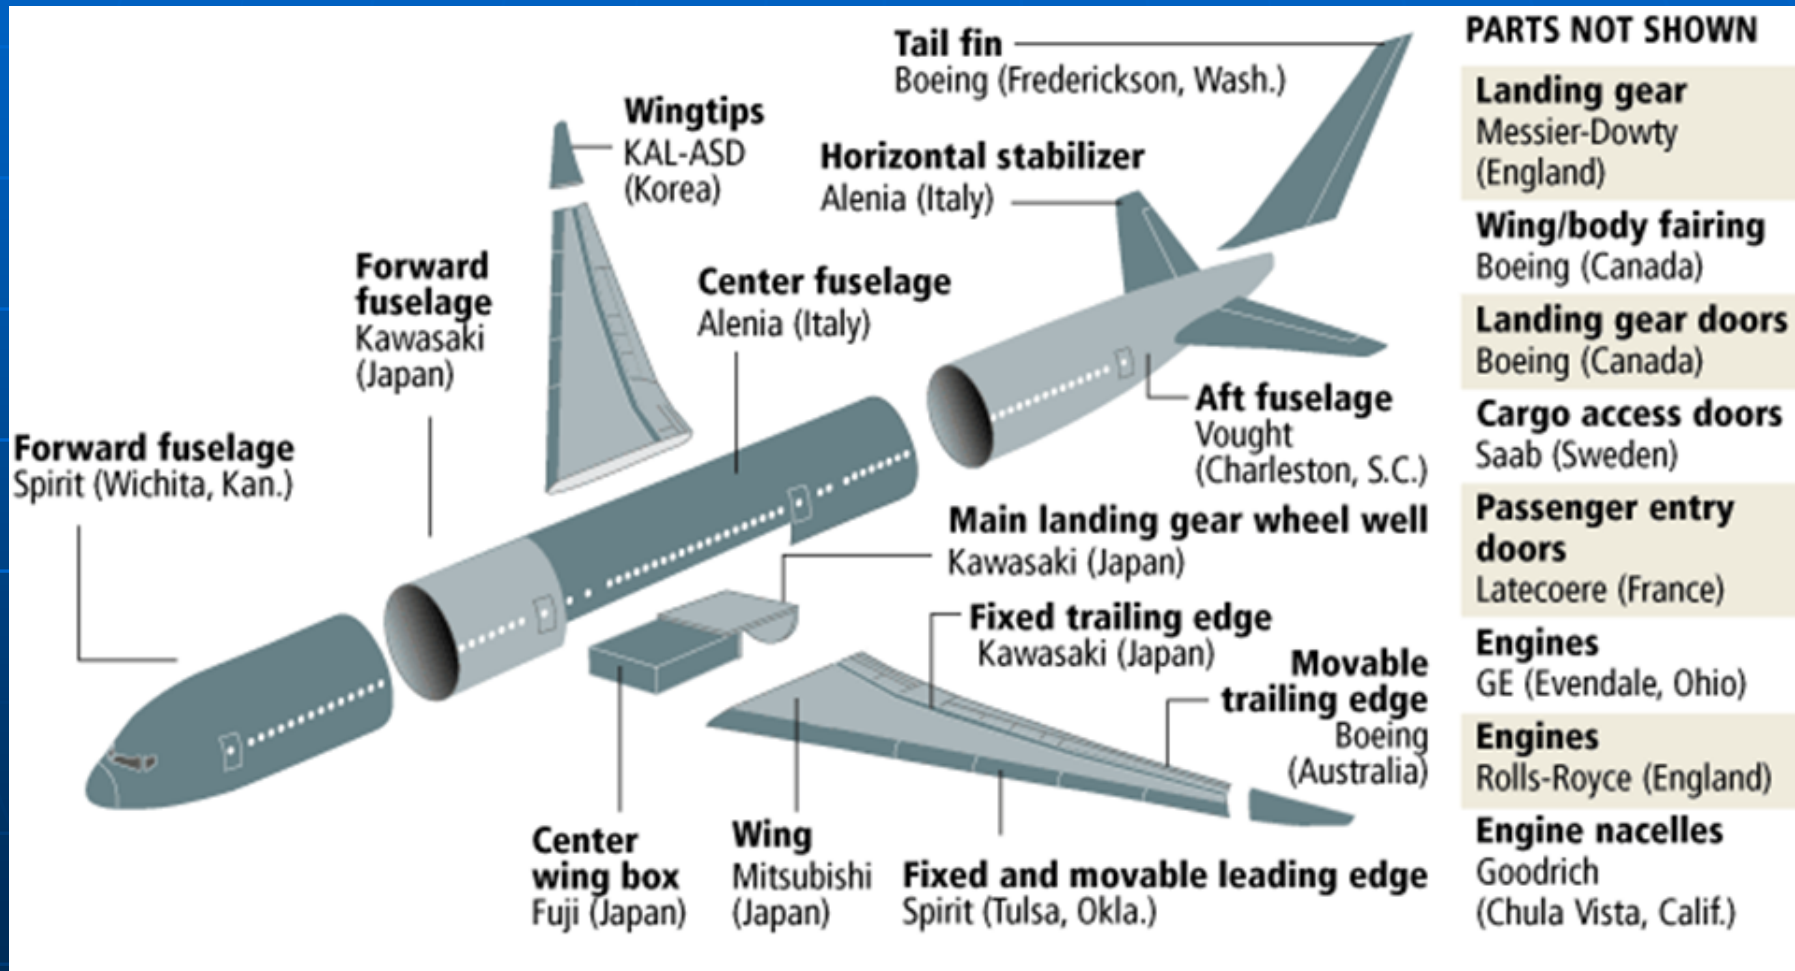 Tail fin
Boeing (Frederickson, Wash.)
Wingtips
KAL-ASD
(Korea)
Horizontal stabilizer
Alenia (Italy)
Forward
fuselage
Kawasaki
(Japan)
Center fuselage
Alenia (Italy)
Forward fuselage
Spirit (Wichita, Kan.)
Aft fuselage
Vought
(Charleston, S.C.)
Main landing gear wheel well
Kawasaki (Japan)
Fixed trailing edge
Kawasaki (Japan)
Movable
trailing edge
Boeing
(Australia)
Center
wing box
Fuji (Japan)
Wing
Mitsubishi
(Japan)
Fixed and movable leading edge
Spirit (Tulsa, Okla.)
PARTS NOT SHOWN
Landing gear
Messier-Dowty
(England)
Wing/body fairing
Boeing (Canada)
Landing gear doors
Boeing (Canada)
Cargo access doors
Saab (Sweden)
Passenger entry
doors
Latecoere (France)
Engines
GE (Evendale, Ohio)
Engines
Rolls-Royce (England)
Engine nacelles
Goodrich
(Chula Vista, Calif.)